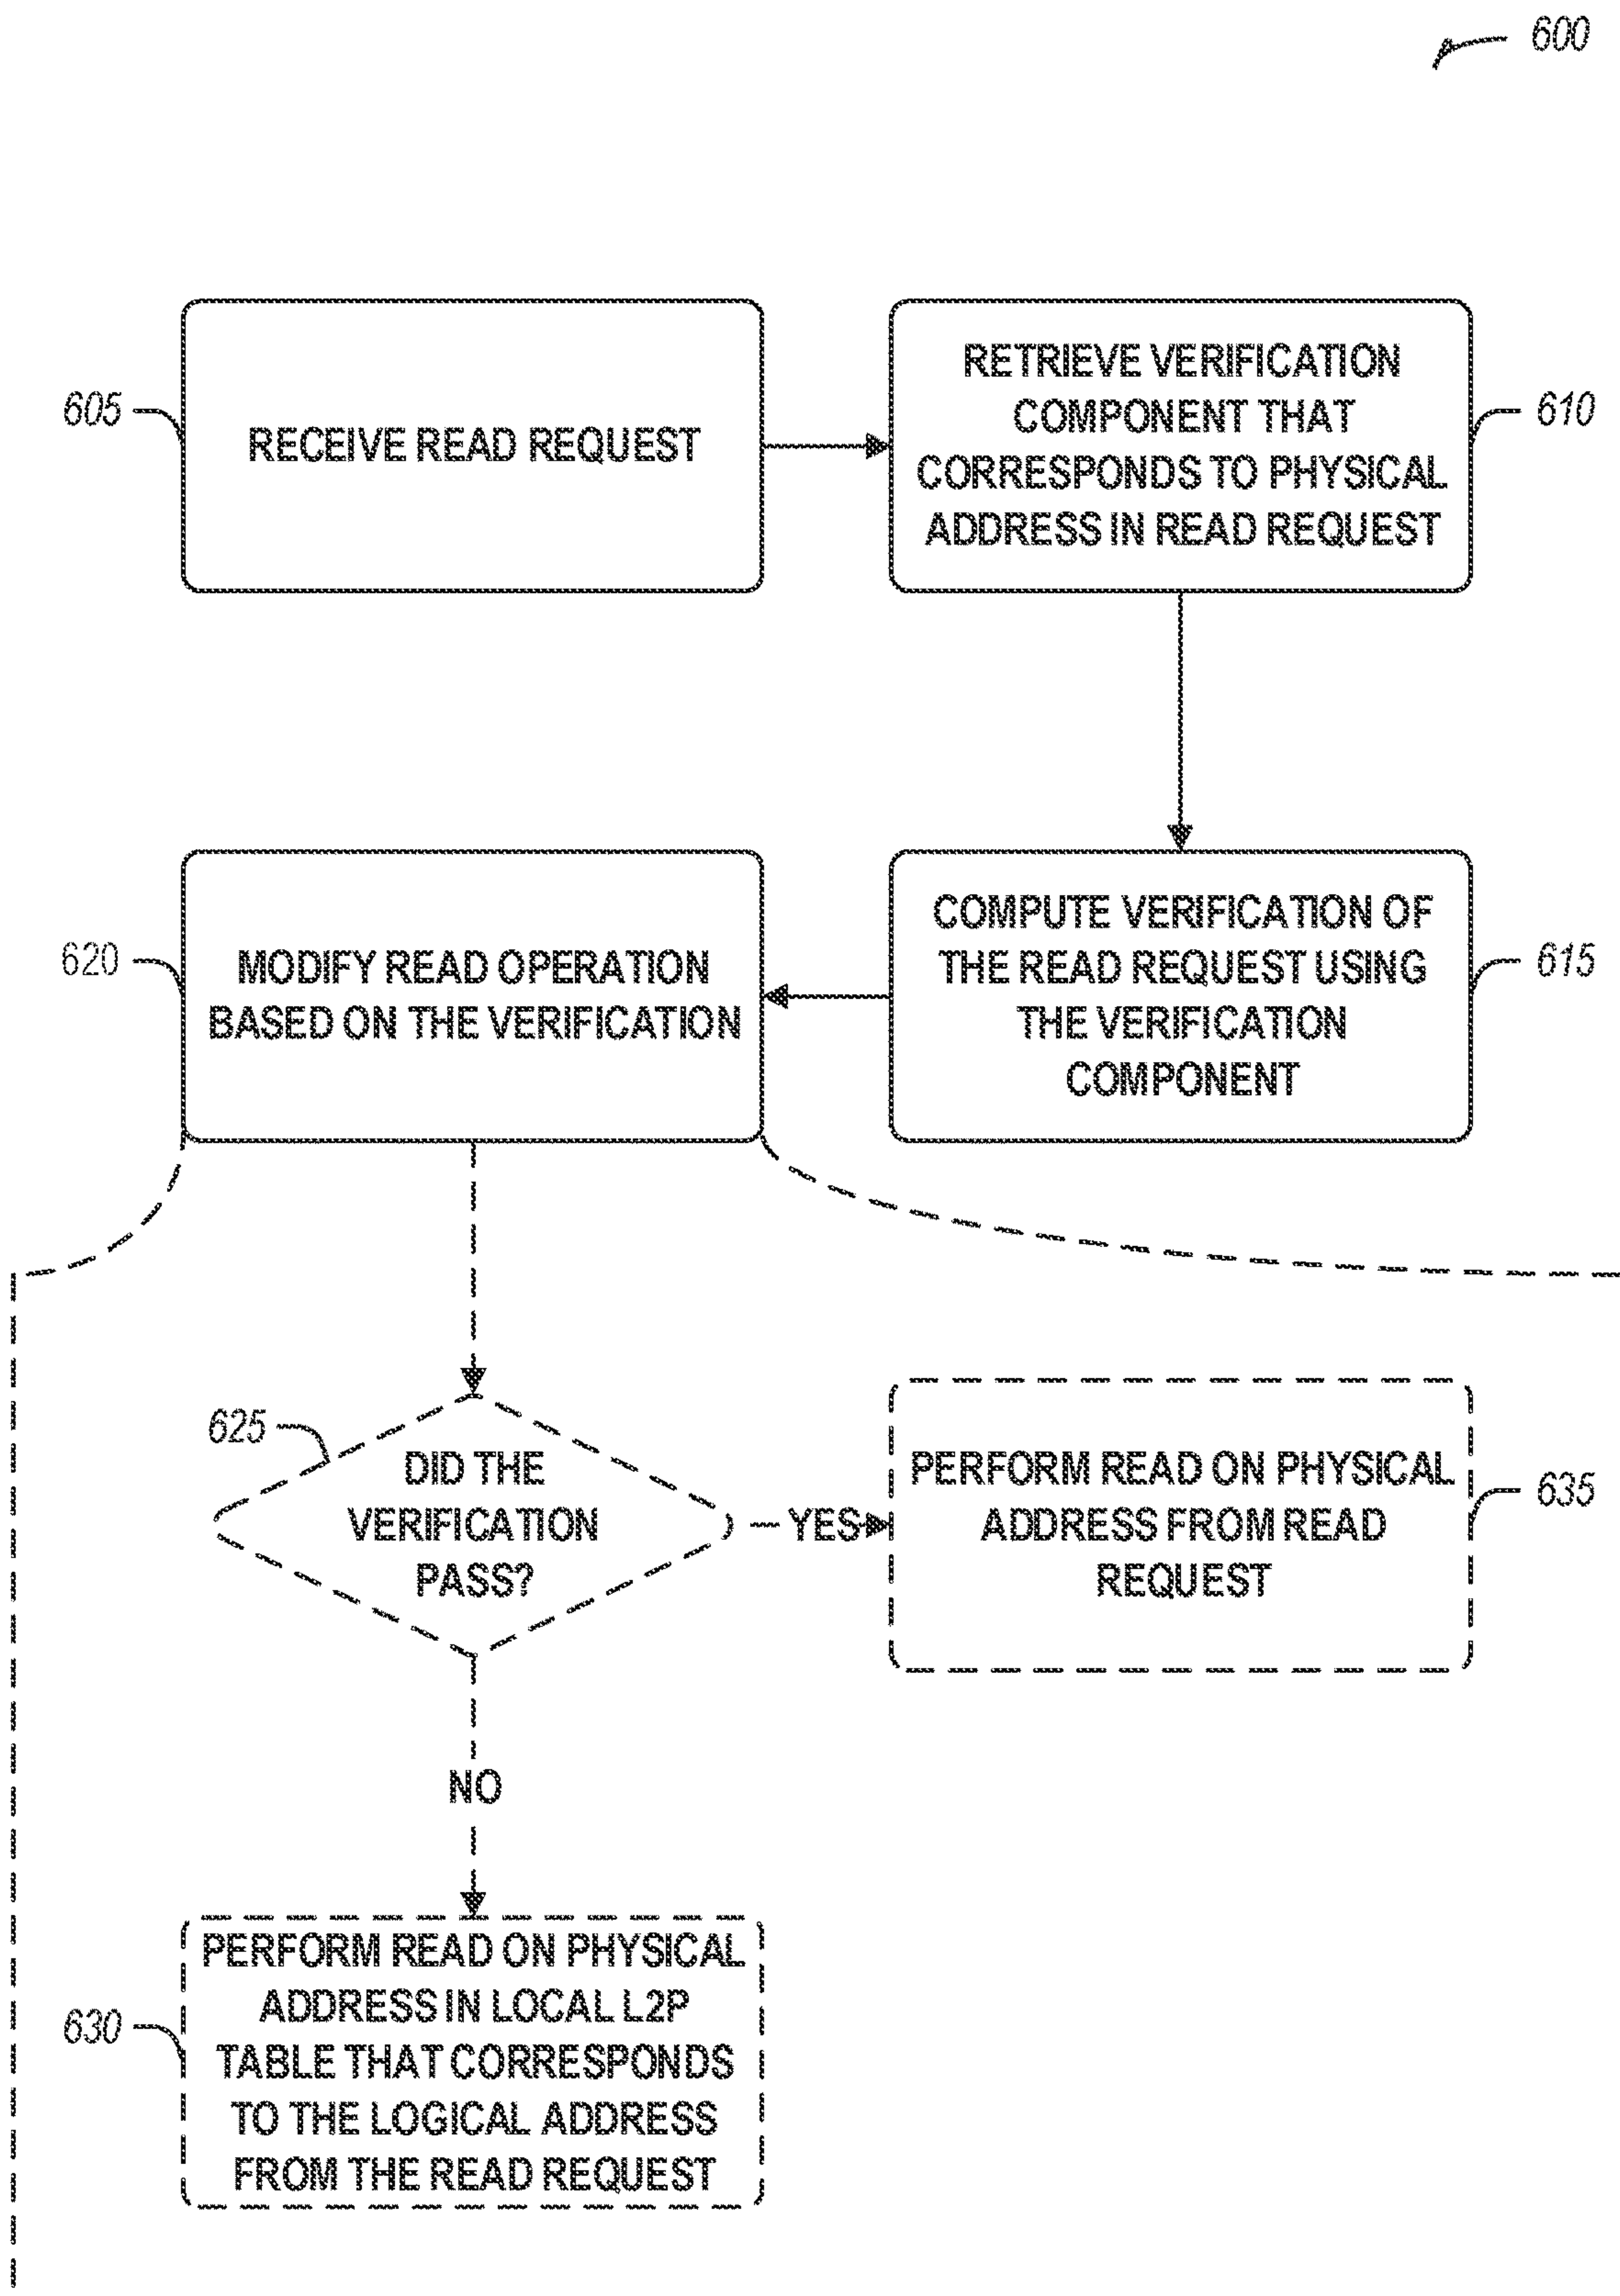 600
605
RECEIVE READ REQUEST
RETRIEVE VERIFICATION
COMPONENT THAT
CORRESPONDS TO PHYSICAL
ADDRESS IN READ REQUEST
610
620
MODIFY READ OPERATION
BASED ON THE VERIFICATION
COMPUTE VERIFICATION OF
THE READ REQUEST USING
THE VERIFICATION
COMPONENT
615
625
DID THE
VERIFICATION
PASS?
YES
PERFORM READ ON PHYSICAL
ADDRESS FROM READ
REQUEST
635
NO
630
PERFORM READ ON PHYSICAL
ADDRESS IN LOCAL L2P
TABLE THAT CORRESPONDS
TO THE LOGICAL ADDRESS
FROM THE READ REQUEST